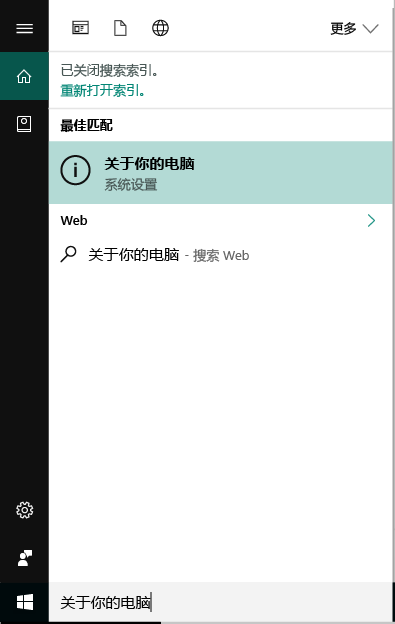 更多
已关闭搜索索引。
重新打开索引。
最佳匹配
关于你的电脑
系统设置
Web
关于你的电脑 - 搜索 Web
关于你的电脑